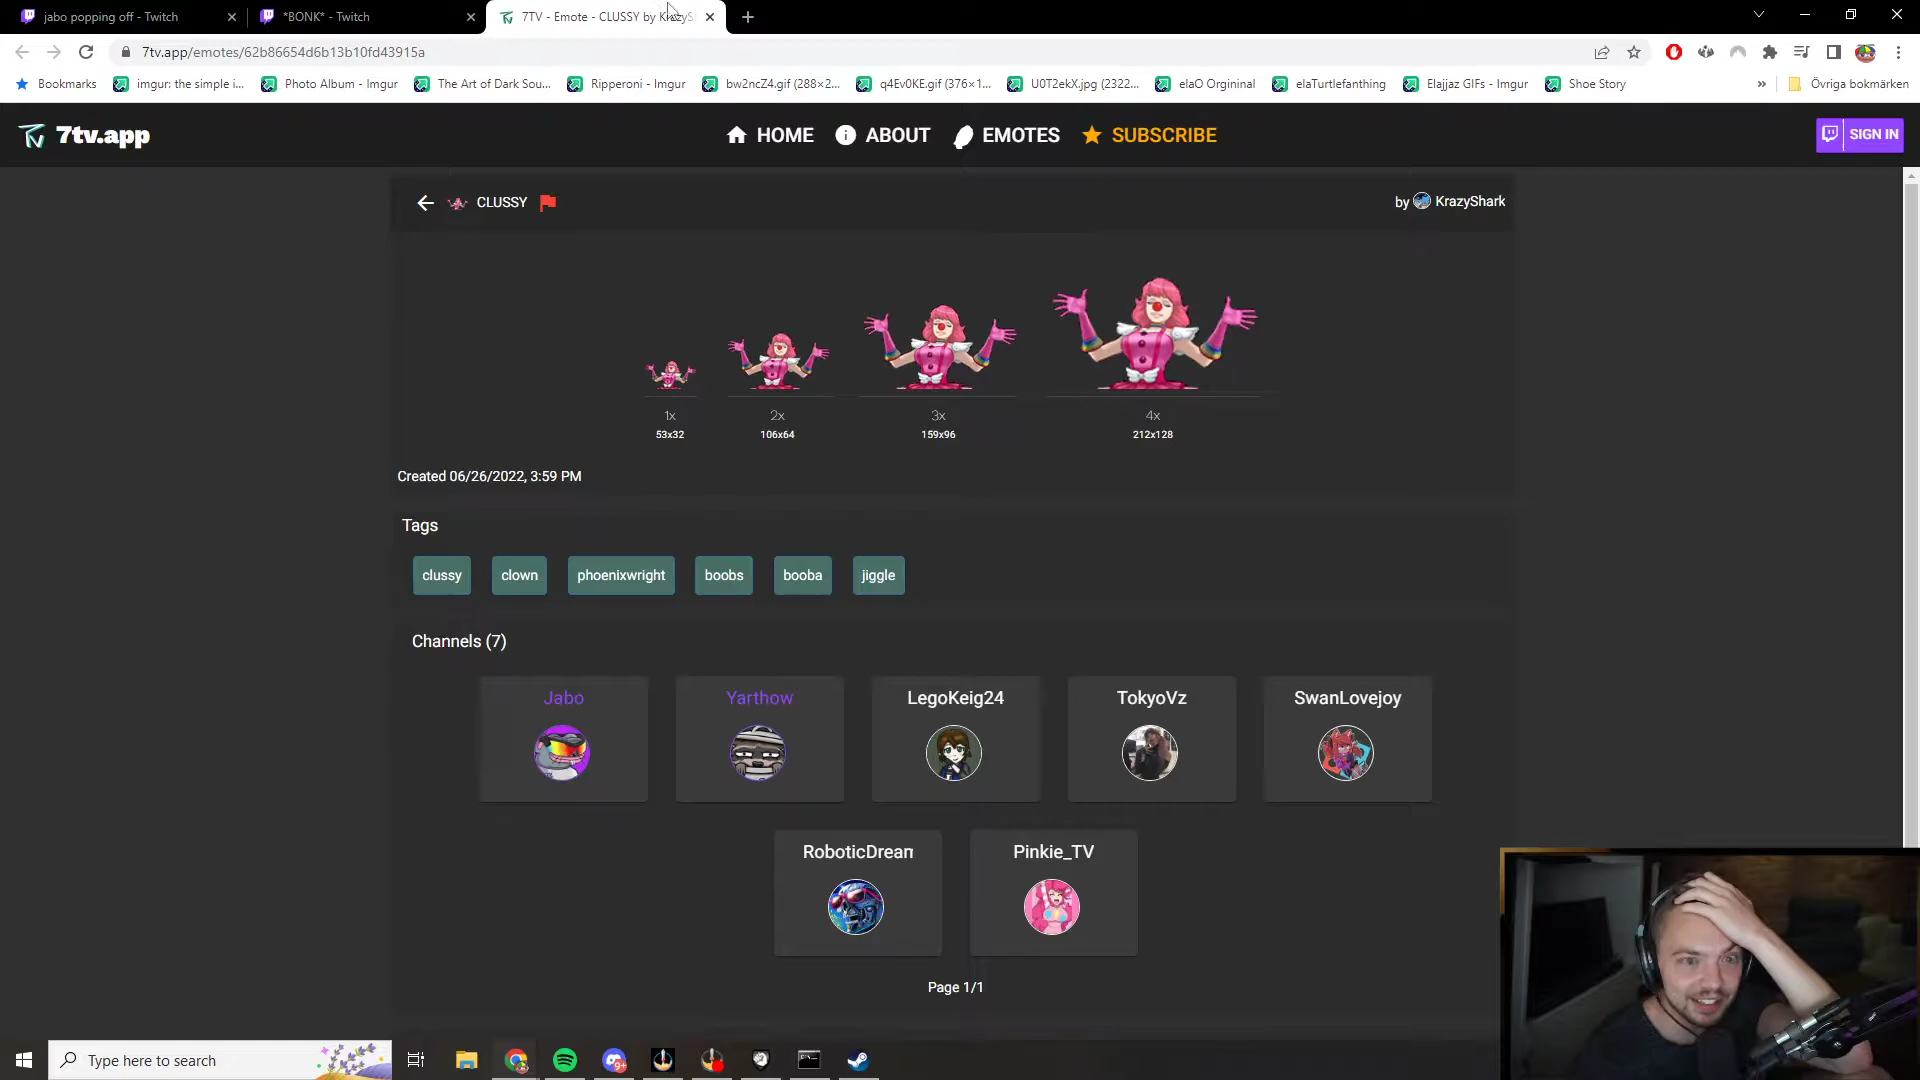 jabo popping off - Twitch
*BONK* - Twitch
7TV - Emote - CLUSSY by KrazyS
7tv.app/emotes/62b86654d6b13b10fd43915a
Bookmarks
imgur: the simple i...
Photo Album - Imgur
The Art of Dark Sou...
Ripperoni - Imgur
bw2ncZ4.gif (288×2...
q4Ev0KE.gif (376×1...
U0T2ekX.jpg (2322...
elaO Orgininal
elaTurtlefanthing
Elajjaz GIFs - Imgur
Shoe Story
»
Övriga bokmärken
7tv.app
HOME
ABOUT
EMOTES
SUBSCRIBE
SIGN IN
CLUSSY
by KrazyShark
1x
2x
3x
4x
53x32
106x64
159x96
212x128
Created 06/26/2022, 3:59 PM
Tags
clussy
clown
phoenixwright
boobs
booba
jiggle
Channels (7)
Jabo
Yarthow
LegoKeig24
TokyoVz
SwanLovejoy
RoboticDrean
Pinkie_TV
Page 1/1
Type here to search
9+